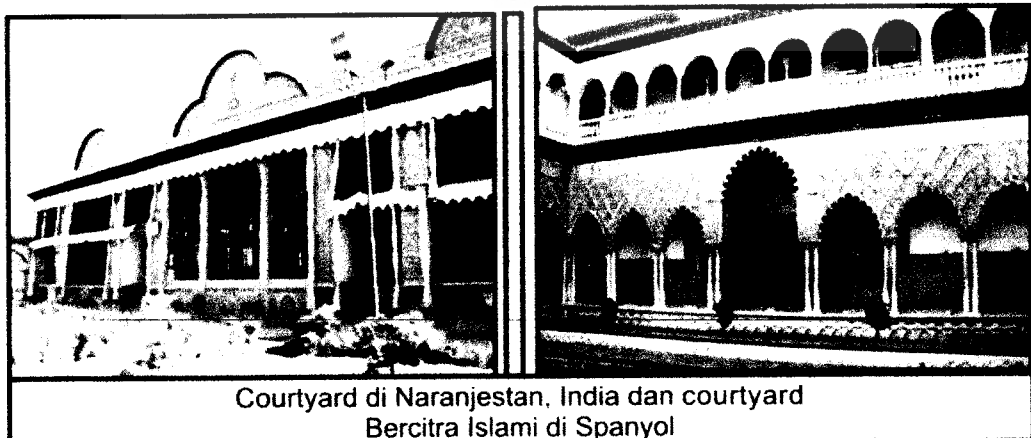 Courtyard di Naranjestan, India dan courtyard
Bercitra Islami di Spanyol